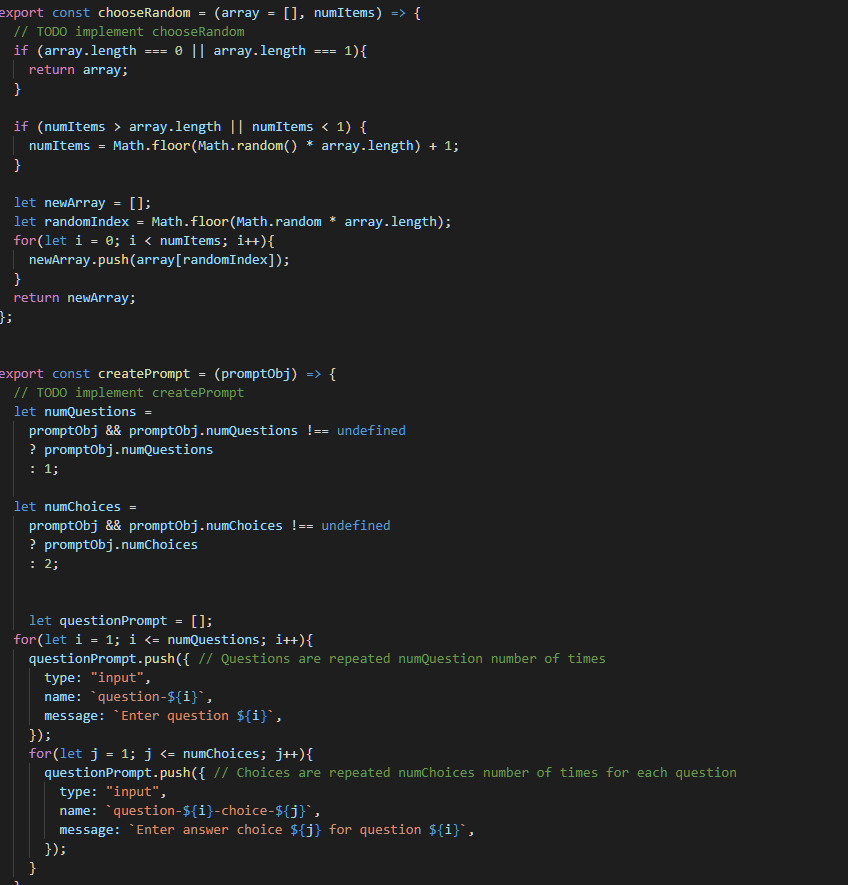 export const chooseRandom = (array = [], numItems) => {
// TODO implement chooseRandom
if (array.length === 0 || array.length === 1){
return array;
}
if (numItems > array.length || numItems < 1) {
numItems = Math.floor(Math.random() * array.length) + 1;
}
let newArray = [];
let randomIndex = Math.floor(Math.random * array.length);
for(let i = 0; i < numItems; i++){
newArray.push(array[randomIndex]);
}
return newArray;
};
export const createPrompt = (promptObj) => {
// TODO implement createPrompt
let numQuestions =
promptObj && promptObj.numQuestions !== undefined
? promptObj.numQuestions
: 1;
let numChoices =
promptObj && promptObj.numChoices !== undefined
? promptObj.numChoices
: 2;
let questionPrompt = [];
for(let i = 1; i <= numQuestions; i++){
questionPrompt.push({ // Questions are repeated numQuestion number of times
type: "input",
name: `question-${i}`,
message: `Enter question ${i}`,
});
for(let j = 1; j <= numChoices; j++){
questionPrompt.push({ // Choices are repeated numChoices number of times for each question
type: "input",
name: `question-${i}-choice-${j}`,
message: `Enter answer choice ${j} for question ${i}`,
});
}